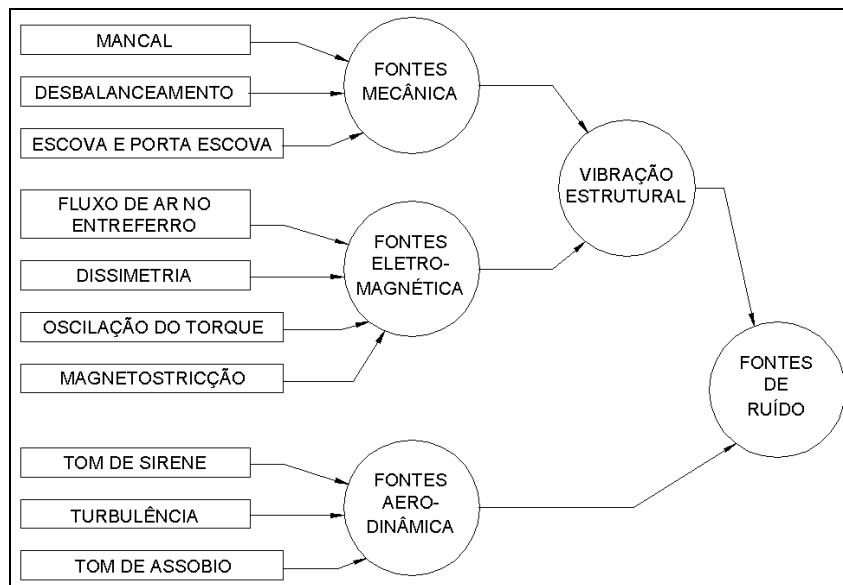 MANCAL
DESBALANCEAMENTO
ESCOVA E PORTA ESCOVA
FONTES
MECÂNICA
FLUXO DE AR NO
ENTREFERRO
DISSIMETRIA
OSCILAÇÃO DO TORQUE
MAGNETOSTRICÇÃO
FONTES
ELETRO-
MAGNÉTICA
TOM DE SIRENE
TURBULÊNCIA
TOM DE ASSOBIO
FONTES
AERO-
DINÂMICA
VIBRAÇÃO
ESTRUTURAL
FONTES
DE
RUÍDO